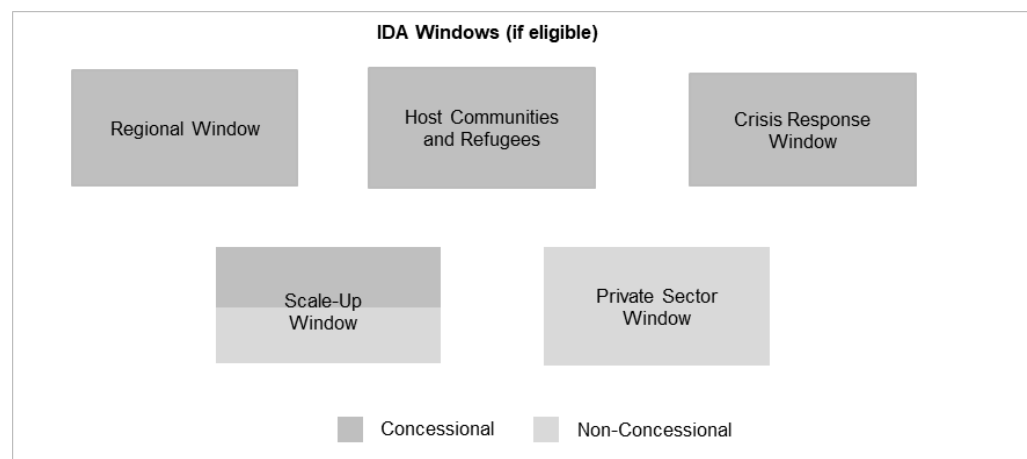 IDA Windows (if eligible)
Regional Window
Host Communities
and Refugees
Crisis Response
Window
Scale-Up
Window
Private Sector
Window
Concessional
Non-Concessional